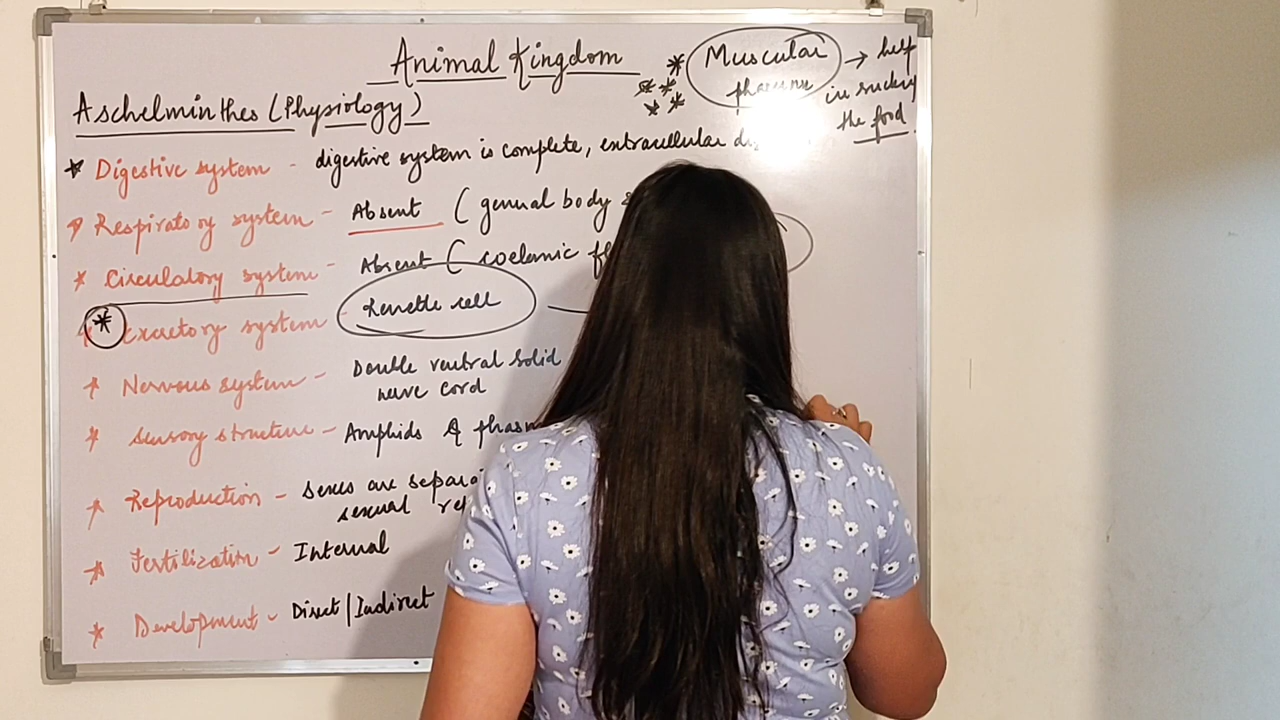 Animal Kingdom
* Muscular → help
in sucking
the food
Aschelminthes (Physiology)
* Digestive system - digestive system is complete, extracellular
* Respiratory system - Absent ( general body
* Circulatory system - Absent ( coelomic
* Excretory system - Renette cell
* Nervous system - Double ventral solid
nerve cord
* Sensory structure - Amphids &
* Reproduction - sexes are
sexual
* Fertilization - Internal
* Development - Direct/Indirect